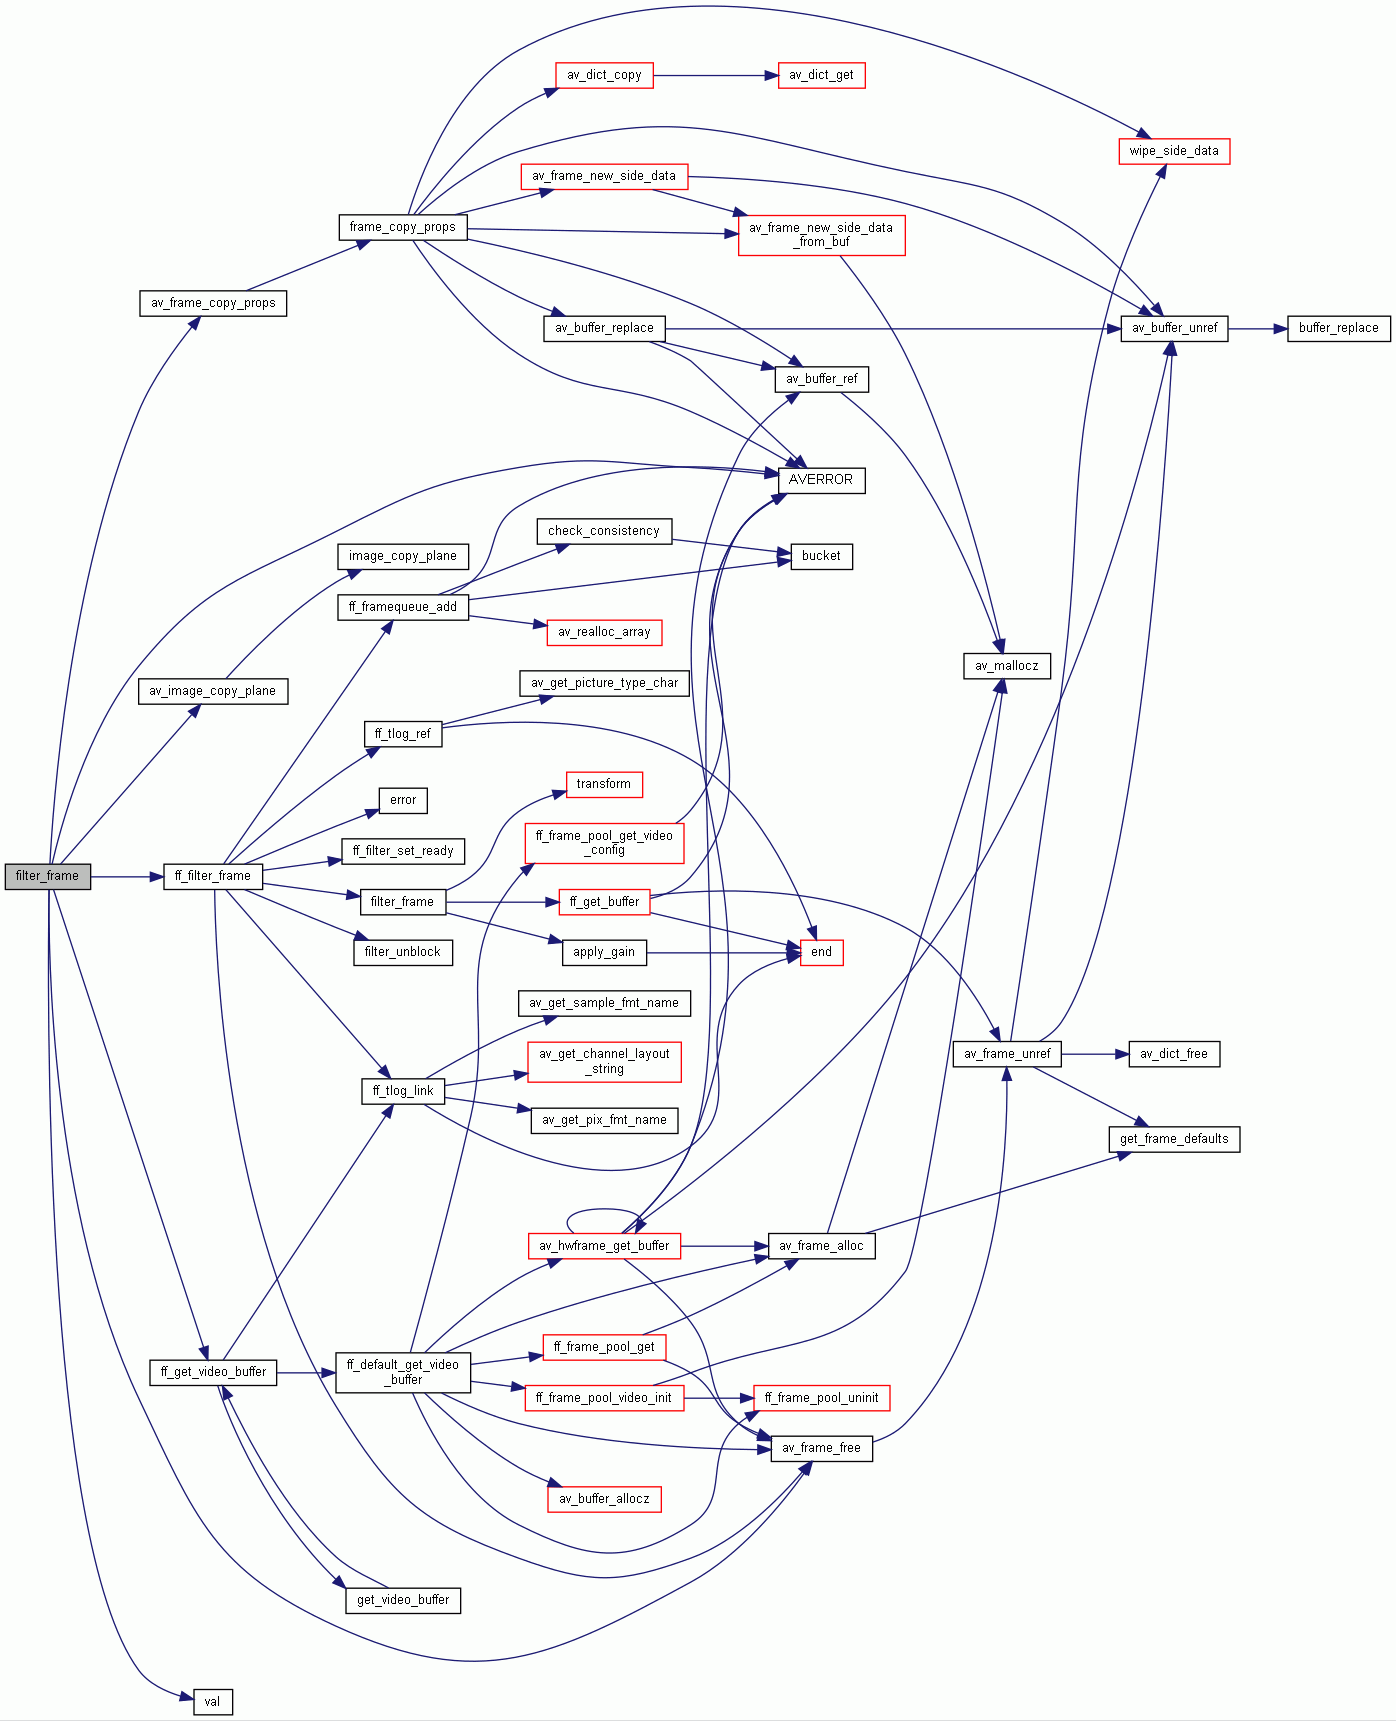 av_dict_copy
av_dict_get
wipe_side_data
av_frame_new_side_data
frame_copy_props
av_frame_new_side_data
_from_buf
av_frame_copy_props
av_buffer_replace
av_buffer_unref
buffer_replace
av_buffer_ref
AVERROR
check_consistency
image_copy_plane
bucket
ff_framequeue_add
av_realloc_array
av_mallocz
av_get_picture_type_char
av_image_copy_plane
ff_tlog_ref
transform
error
ff_frame_pool_get_video
_config
ff_filter_set_ready
filter_frame
ff_filter_frame
filter_frame
ff_get_buffer
filter_unblock
apply_gain
end
av_get_sample_fmt_name
av_get_channel_layout
_string
av_frame_unref
av_dict_free
ff_tlog_link
av_get_pix_fmt_name
get_frame_defaults
av_hwframe_get_buffer
av_frame_alloc
ff_frame_pool_get
ff_get_video_buffer
ff_default_get_video
_buffer
ff_frame_pool_video_init
ff_frame_pool_uninit
av_frame_free
av_buffer_allocz
get_video_buffer
val